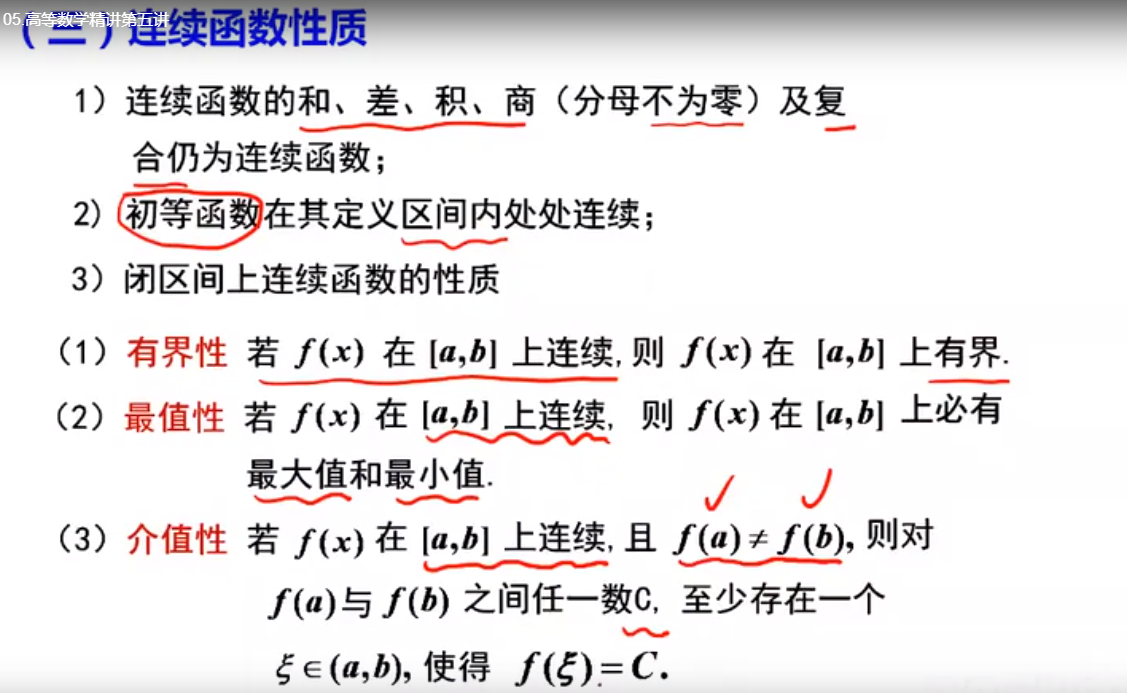 05.高等数学精讲第五讲
（三）连续函数性质
1）连续函数的和、差、积、商（分母不为零）及复
合仍为连续函数；
2）初等函数在其定义区间内处处连续；
3）闭区间上连续函数的性质
（1）有界性 若 f(x) 在 [a,b] 上连续,则 f(x) 在 [a,b] 上有界.
（2）最值性 若 f(x) 在 [a,b] 上连续, 则 f(x) 在 [a,b] 上必有
最大值和最小值.
（3）介值性 若 f(x) 在 [a,b] 上连续,且 f(a)≠f(b),则对
f(a)与 f(b) 之间任一数C, 至少存在一个
ξ∈(a,b),使得 f(ξ)=C.